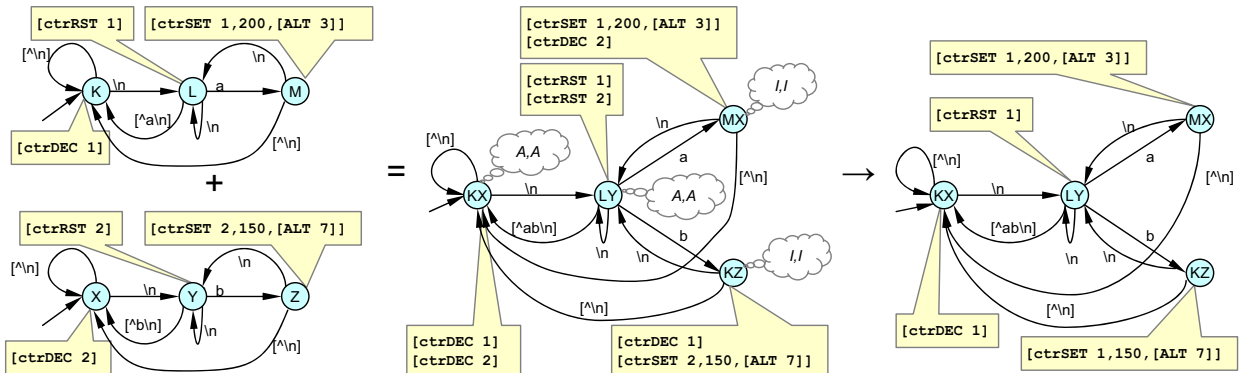 [ctrRST 1]
[ctrSET 1,200,[ALT 3]]
[^\n]
\n
K
\n
L
a
M
[^a\n]
\n
[^\n]
[ctrDEC 1]
+
[ctrRST 2]
[ctrSET 2,150,[ALT 7]]
[^\n]
\n
X
\n
Y
b
Z
[^b\n]
\n
[^\n]
[ctrDEC 2]
=
[ctrSET 1,200,[ALT 3]]
[ctrDEC 2]
[ctrRST 1]
[ctrRST 2]
I,I
MX
\n
[^\n]
A,A
a
[^\n]
KX
\n
LY
A,A
[^ab\n]
\n
b
\n
I,I
KZ
[^\n]
[ctrDEC 1]
[ctrDEC 2]
[ctrDEC 1]
[ctrSET 2,150,[ALT 7]]
→
[ctrSET 1,200,[ALT 3]]
[ctrRST 1]
MX
\n
[^\n]
a
[^\n]
KX
\n
LY
[^ab\n]
\n
b
\n
KZ
[^\n]
[ctrDEC 1]
[ctrSET 1,150,[ALT 7]]